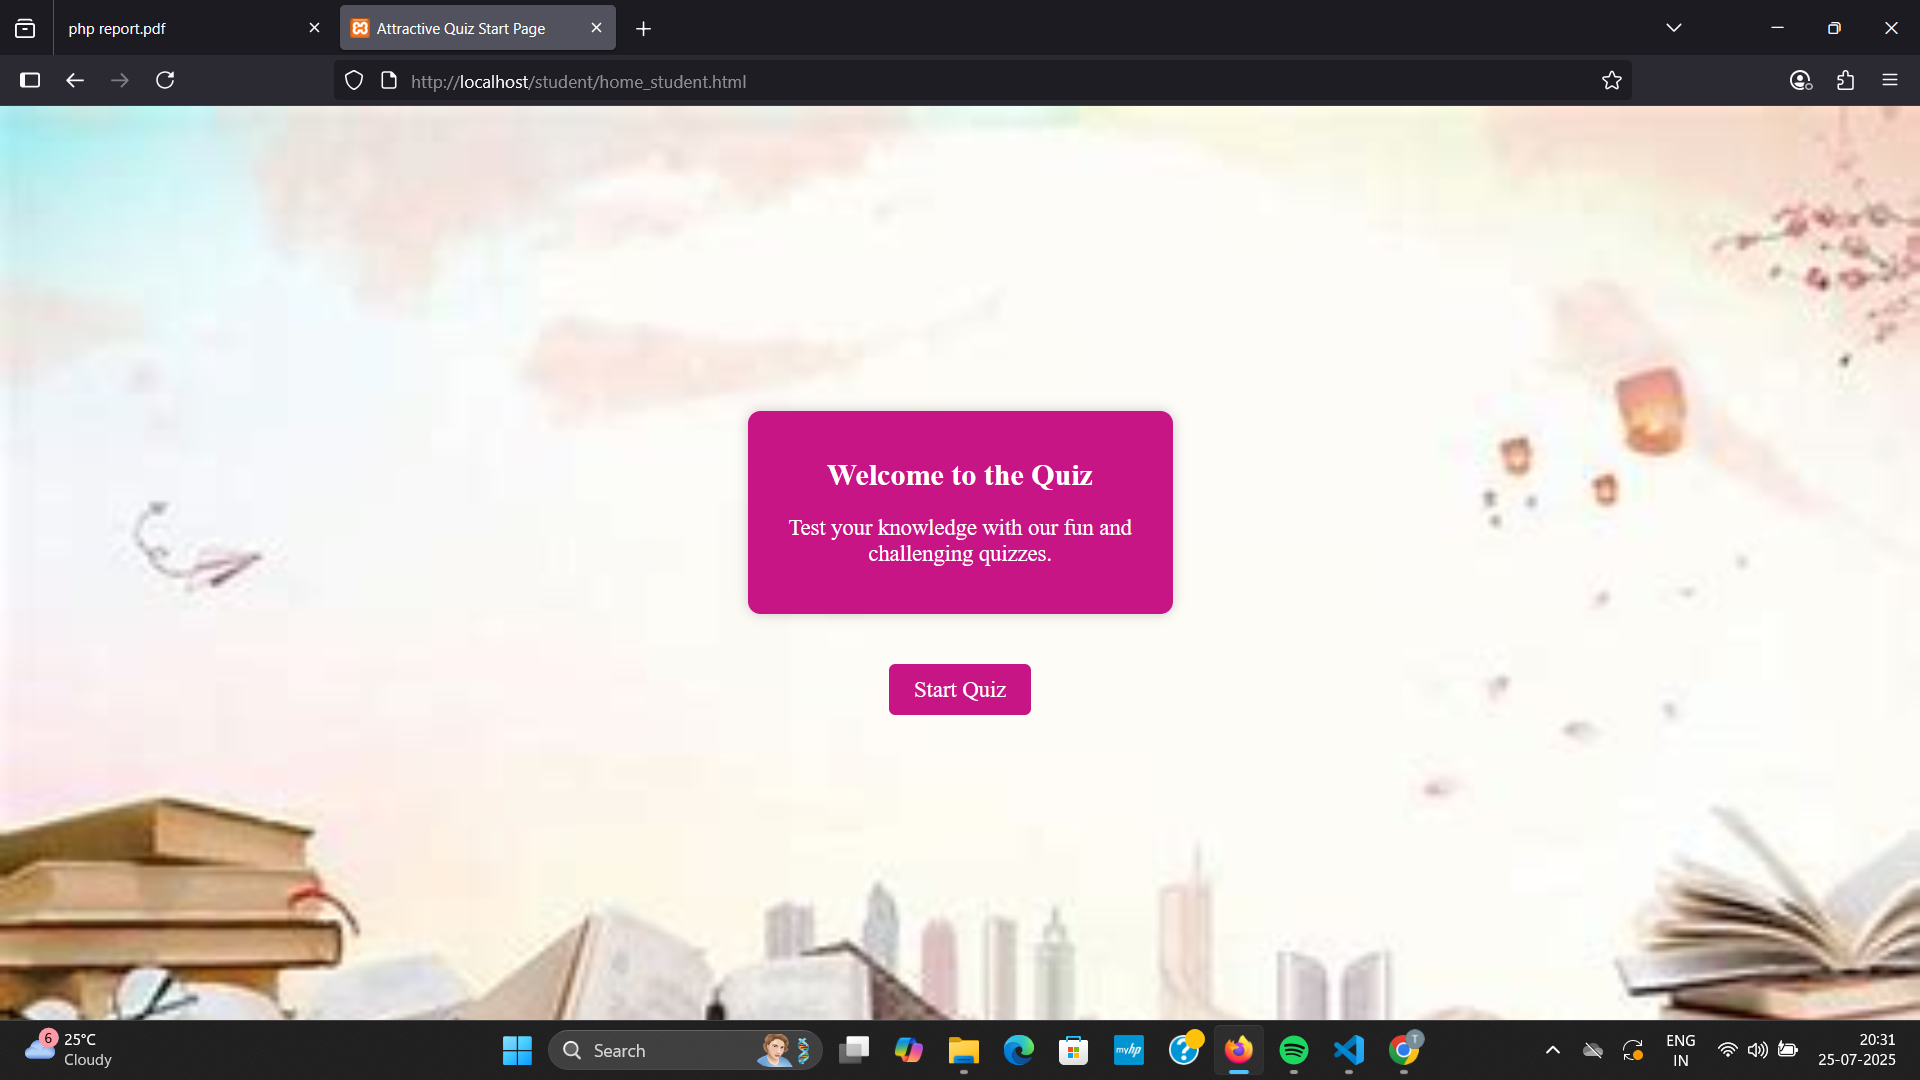 php report.pdf
Attractive Quiz Start Page
http://localhost/student/home_student.html
Welcome to the Quiz
Test your knowledge with our fun and
challenging quizzes.
Start Quiz
6
25°C
Cloudy
Search
myhp
?
T
ENG
IN
20:31
25-07-2025